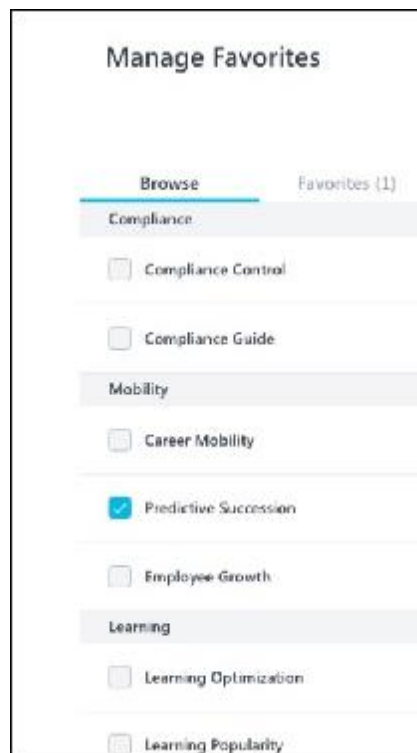 Manage Favorites
Browse Favorites (1)
Compliance
Compliance Control
Compliance Guide
Mobility
Career Mobility
Predictive Succession
Employee Growth
Learning
Learning Optimization
Learning Popularity